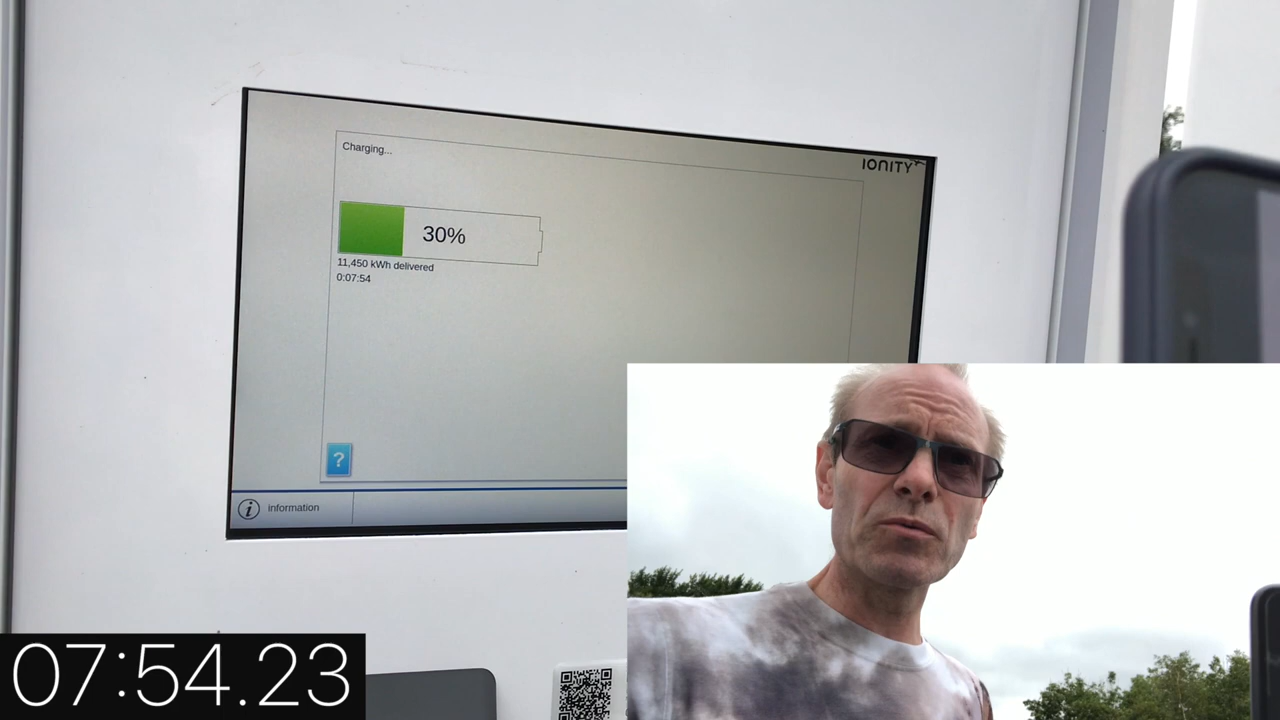 Charging...
IONITY
30%
11,450 kWh delivered
0:07:54
?
i information
07:54.23